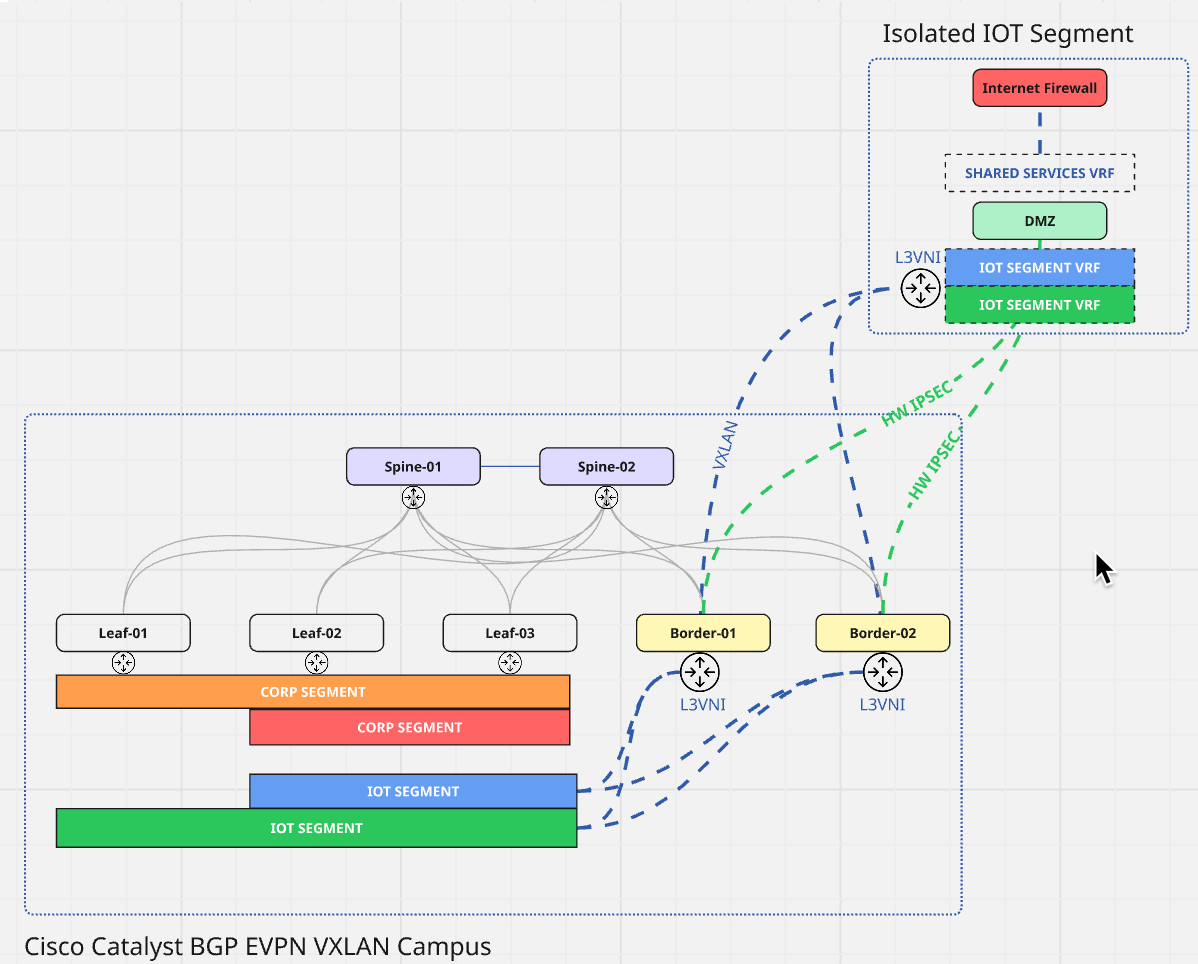 Isolated IOT Segment
Internet Firewall
SHARED SERVICES VRF
DMZ
L3VNI
IOT SEGMENT VRF
IOT SEGMENT VRF
HW IPSEC
VXLAN
HW IPSEC
Spine-01
Spine-02
Leaf-01
Leaf-02
Leaf-03
Border-01
Border-02
CORP SEGMENT
L3VNI
L3VNI
CORP SEGMENT
IOT SEGMENT
IOT SEGMENT
Cisco Catalyst BGP EVPN VXLAN Campus